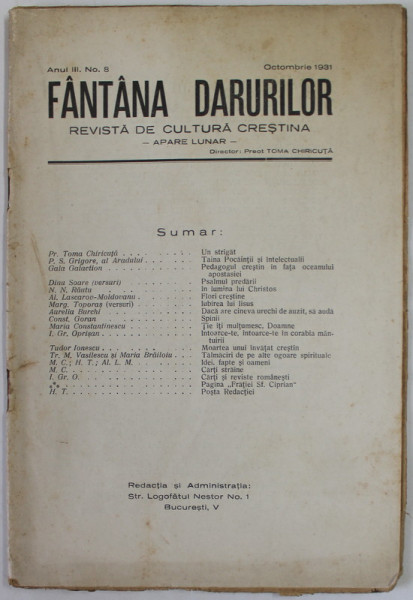 Anul III. No. 8 Octombrie 1931
FÂNTÂNA DARURILOR
REVISTĂ DE CULTURĂ CREȘTINA
— APARE LUNAR —
Director: Preot TOMA CHIRICUȚĂ
Sumar:
Pr. Toma Chiricuță . . . . . . Un strigăt
P. S. Grigore, al Aradului . . . . . . Taina Pocăinții și intelectualii
Gala Galaction . . . . . . Pedagogul creștin în fața oceanului
apostasiei
Dina Soare (versuri) . . . . . . Psalmul predării
N. N. Răutu . . . . . . În lumina lui Christos
Al. Lascarov-Moldovanu . . . . . . Flori creștine
Marg. Toporaș (versuri) . . . . . . Iubirea lui Iisus
Aurelia Burchi . . . . . . Dacă are cineva urechi de auzit, să audă
Const. Goran . . . . . . Spinii
Maria Constantinescu . . . . . . Ție îți mulțumesc, Doamne
I. Gr. Oprișan . . . . . . Întoarce-te, întoarce-te în corabia mân-
tuirii
Tudor Ionescu . . . . . . Moartea unui învățat creștin
Tr. M. Vasilescu și Maria Brăiloiu . . . Tălmăciri de pe alte ogoare spirituale
M. C.; H. T.; Al. L. M. . . . . . . Idei, fapte și oameni
M. C. . . . . . . Cărți străine
I. Gr. O. . . . . . . Cărți și reviste românești
*** . . . . . . Pagina „Frăției Sf. Ciprian"
H. T. . . . . . . Poșta Redacției
Redacția și Administrația:
Str. Logofătul Nestor No. 1
București, V